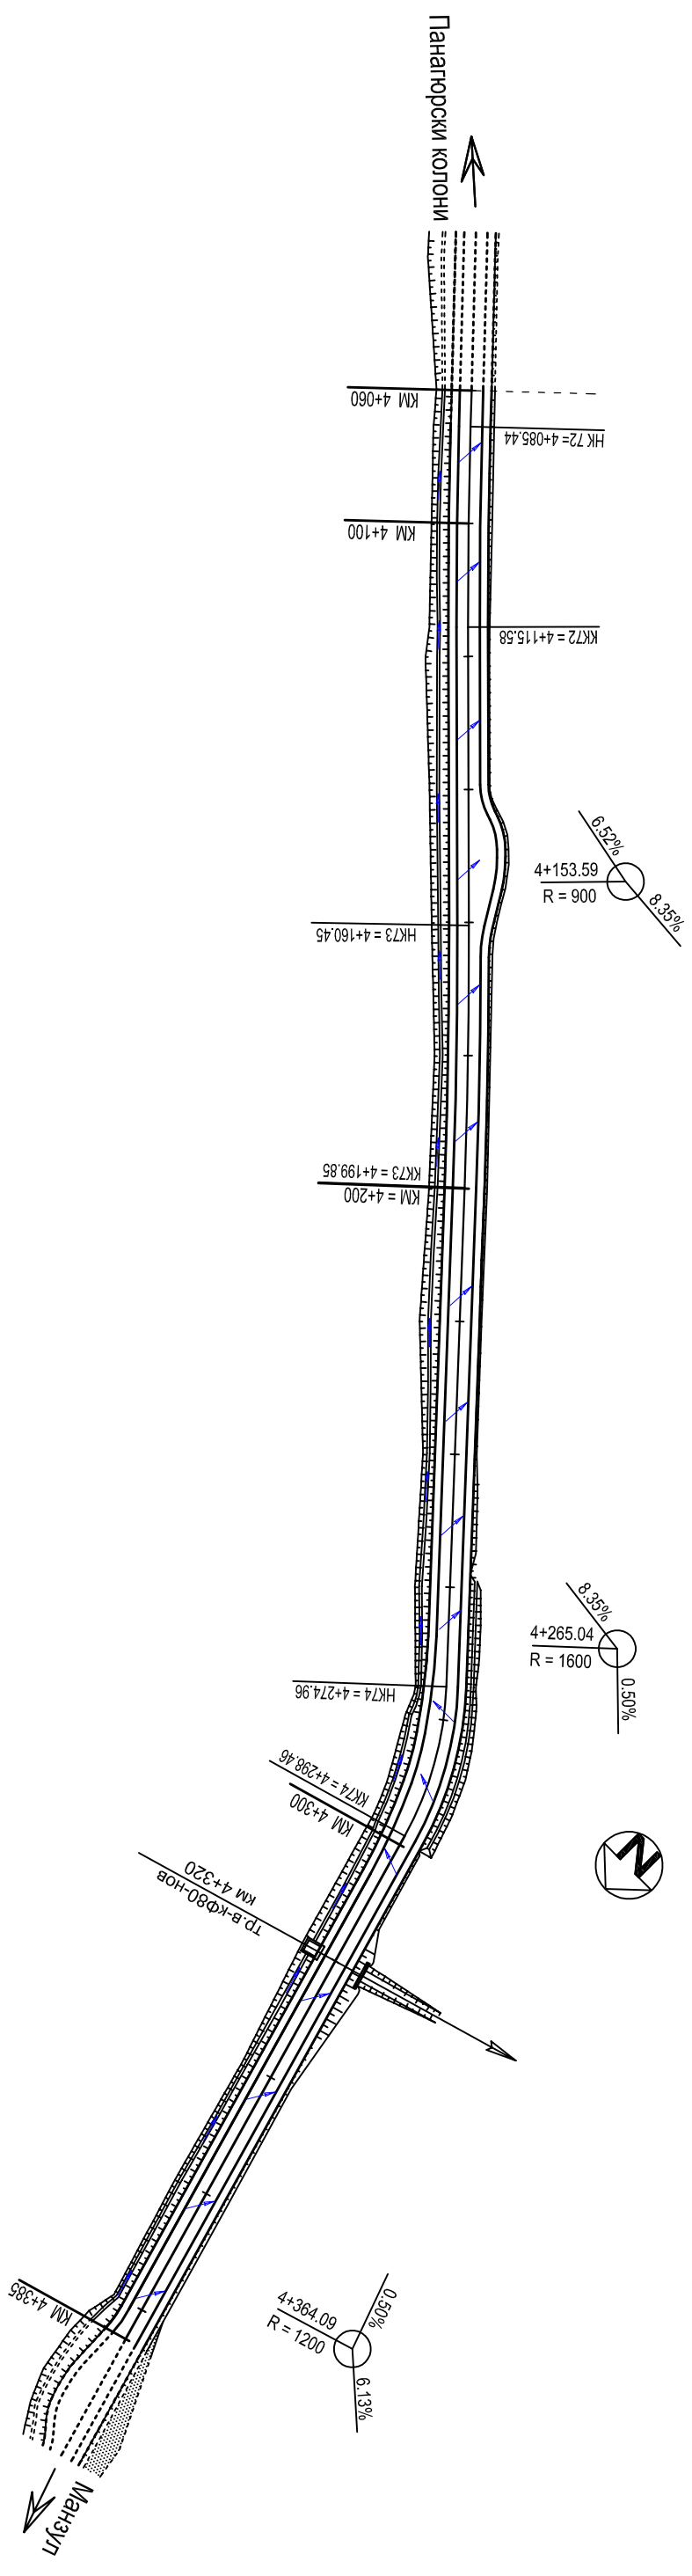 Панагюрски колони
КМ 4+060
НК 72= 4+085.44
КМ 4+100
КК72 = 4+115.58
6.52%
4+153.59
R = 900
8.35%
НК73 = 4+160.45
КК73 = 4+199.85
КМ = 4+200
8.35%
4+265.04
R = 1600
0.50%
НК74 = 4+274.96
КК74 = 4+298.46
КМ 4+300
N
км 4+320
тр.в-кФ80-нов
КМ 4+385
0.50%
4+364.09
R = 1200
6.13%
Манзул